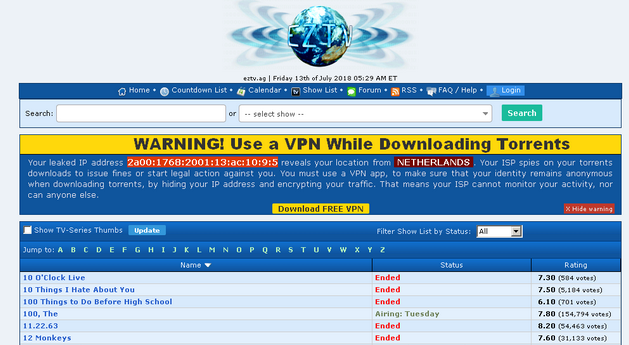 EZTV
eztv.ag | Friday 13th of July 2018 05:29 AM ET
Home • Countdown List • Calendar • Show List • Forum • RSS • FAQ / Help • Login
Search: or -- select show -- Search
WARNING! Use a VPN While Downloading Torrents
Your leaked IP address 2a00:1768:2001:13:ac:10:9:5 reveals your location from NETHERLANDS. Your ISP spies on your torrents
downloads to issue fines or start legal action against you. You must use a VPN app, to make sure that your identity remains anonymous
when downloading torrents, by hiding your IP address and encrypting your traffic. That means your ISP cannot monitor your activity, nor
can anyone else.
Download FREE VPN
X Hide warning
Show TV-Series Thumbs Update Filter Show List by Status: All
Jump to: A B C D E F G H I J K L M N O P Q R S T U V W X Y Z
Name Status Rating
10 O'Clock Live Ended 7.30 (584 votes)
10 Things I Hate About You Ended 7.50 (5,184 votes)
100 Things to Do Before High School Ended 6.10 (701 votes)
100, The Airing: Tuesday 7.80 (154,794 votes)
11.22.63 Ended 8.20 (54,463 votes)
12 Monkeys Ended 7.60 (31,133 votes)